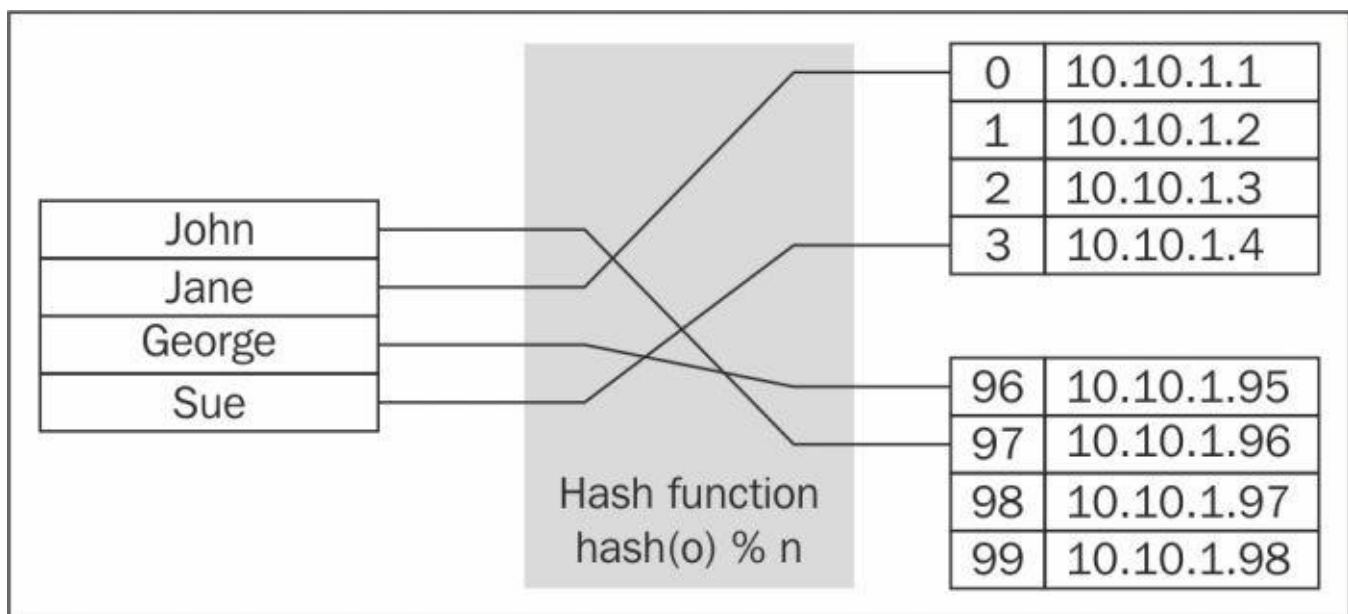 John
Jane
George
Sue
Hash function
hash(o) % n
0 10.10.1.1
1 10.10.1.2
2 10.10.1.3
3 10.10.1.4
96 10.10.1.95
97 10.10.1.96
98 10.10.1.97
99 10.10.1.98